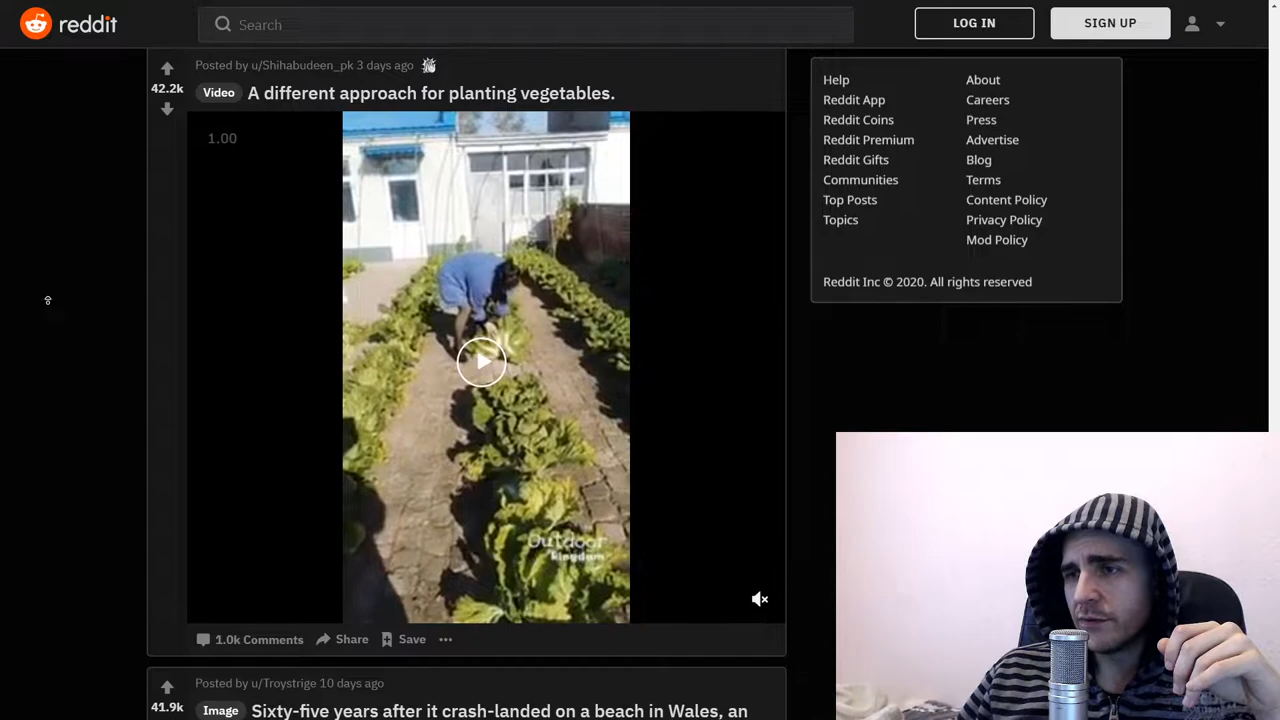 reddit
Search
LOG IN
SIGN UP
Posted by u/Shihabudeen_pk 3 days ago
42.2k
Video A different approach for planting vegetables.
1.00
Outdoor
kingdom
1.0k Comments
Share
Save
Posted by u/Troystrige 10 days ago
41.9k
Image Sixty-five years after it crash-landed on a beach in Wales, an
Help
Reddit App
Reddit Coins
Reddit Premium
Reddit Gifts
Communities
Top Posts
Topics
About
Careers
Press
Advertise
Blog
Terms
Content Policy
Privacy Policy
Mod Policy
Reddit Inc © 2020. All rights reserved